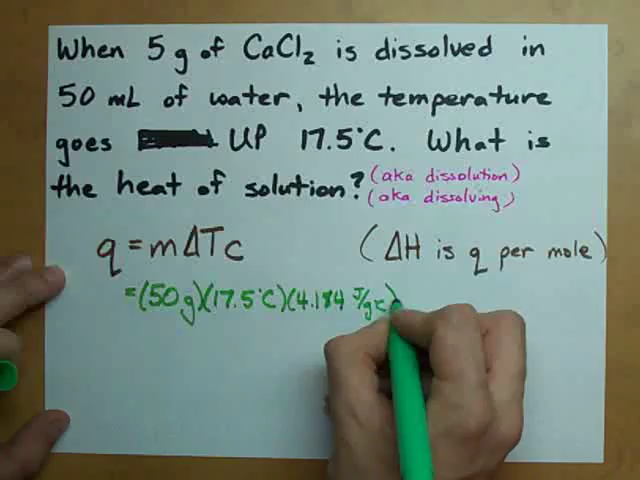 When 5 g of CaCl₂ is dissolved in
50 mL of water, the temperature
goes UP 17.5°C. What is
the heat of solution? (aka dissolution)
(aka dissolving)
q = mΔTc (ΔH is q per mole)
= (50 g)(17.5°C)(4.184 J/g°C)